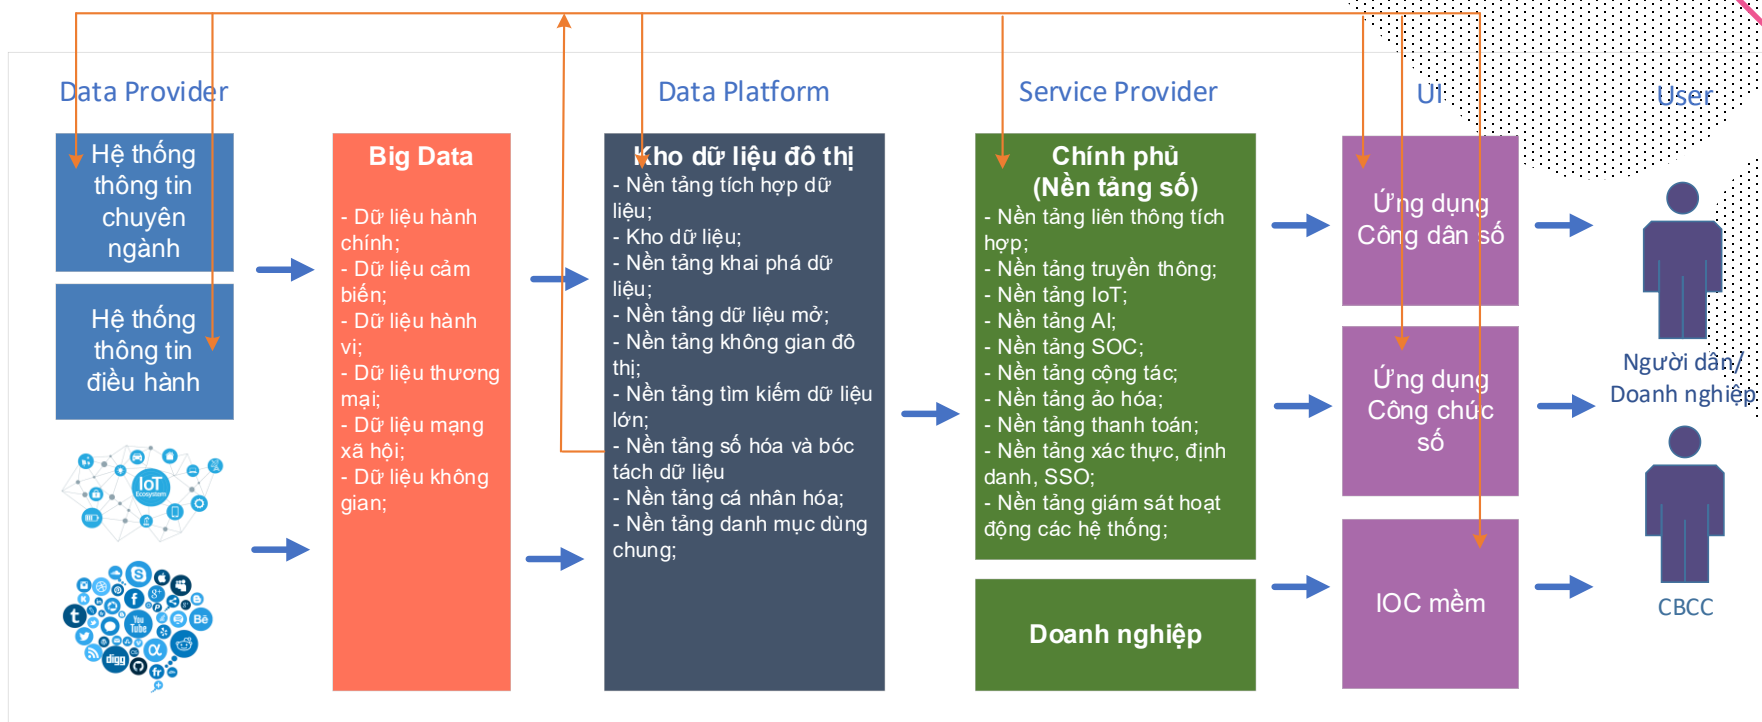 Data Provider
Data Platform
Service Provider
UI
User
Hệ thống
thông tin
chuyên
ngành
Hệ thống
thông tin
điều hành
IoT
Ecosystem
You
Tube
digg
Bē
fr
g+
Big Data
- Dữ liệu hành
chính;
- Dữ liệu cảm
biến;
- Dữ liệu hành
vi;
- Dữ liệu thương
mại;
- Dữ liệu mạng
xã hội;
- Dữ liệu không
gian;
Kho dữ liệu đô thị
- Nền tảng tích hợp dữ
liệu;
- Kho dữ liệu;
- Nền tảng khai phá dữ
liệu;
- Nền tảng dữ liệu mở;
- Nền tảng không gian đô
thị;
- Nền tảng tìm kiếm dữ liệu
lớn;
- Nền tảng số hóa và bóc
tách dữ liệu
- Nền tảng cá nhân hóa;
- Nền tảng danh mục dùng
chung;
Chính phủ
(Nền tảng số)
- Nền tảng liên thông tích
hợp;
- Nền tảng truyền thông;
- Nền tảng IoT;
- Nền tảng AI;
- Nền tảng SOC;
- Nền tảng cộng tác;
- Nền tảng ảo hóa;
- Nền tảng thanh toán;
- Nền tảng xác thực, định
danh, SSO;
- Nền tảng giám sát hoạt
động các hệ thống;
Doanh nghiệp
Ứng dụng
Công dân số
Ứng dụng
Công chức
số
IOC mềm
Người dân/
Doanh nghiệp
CBCC